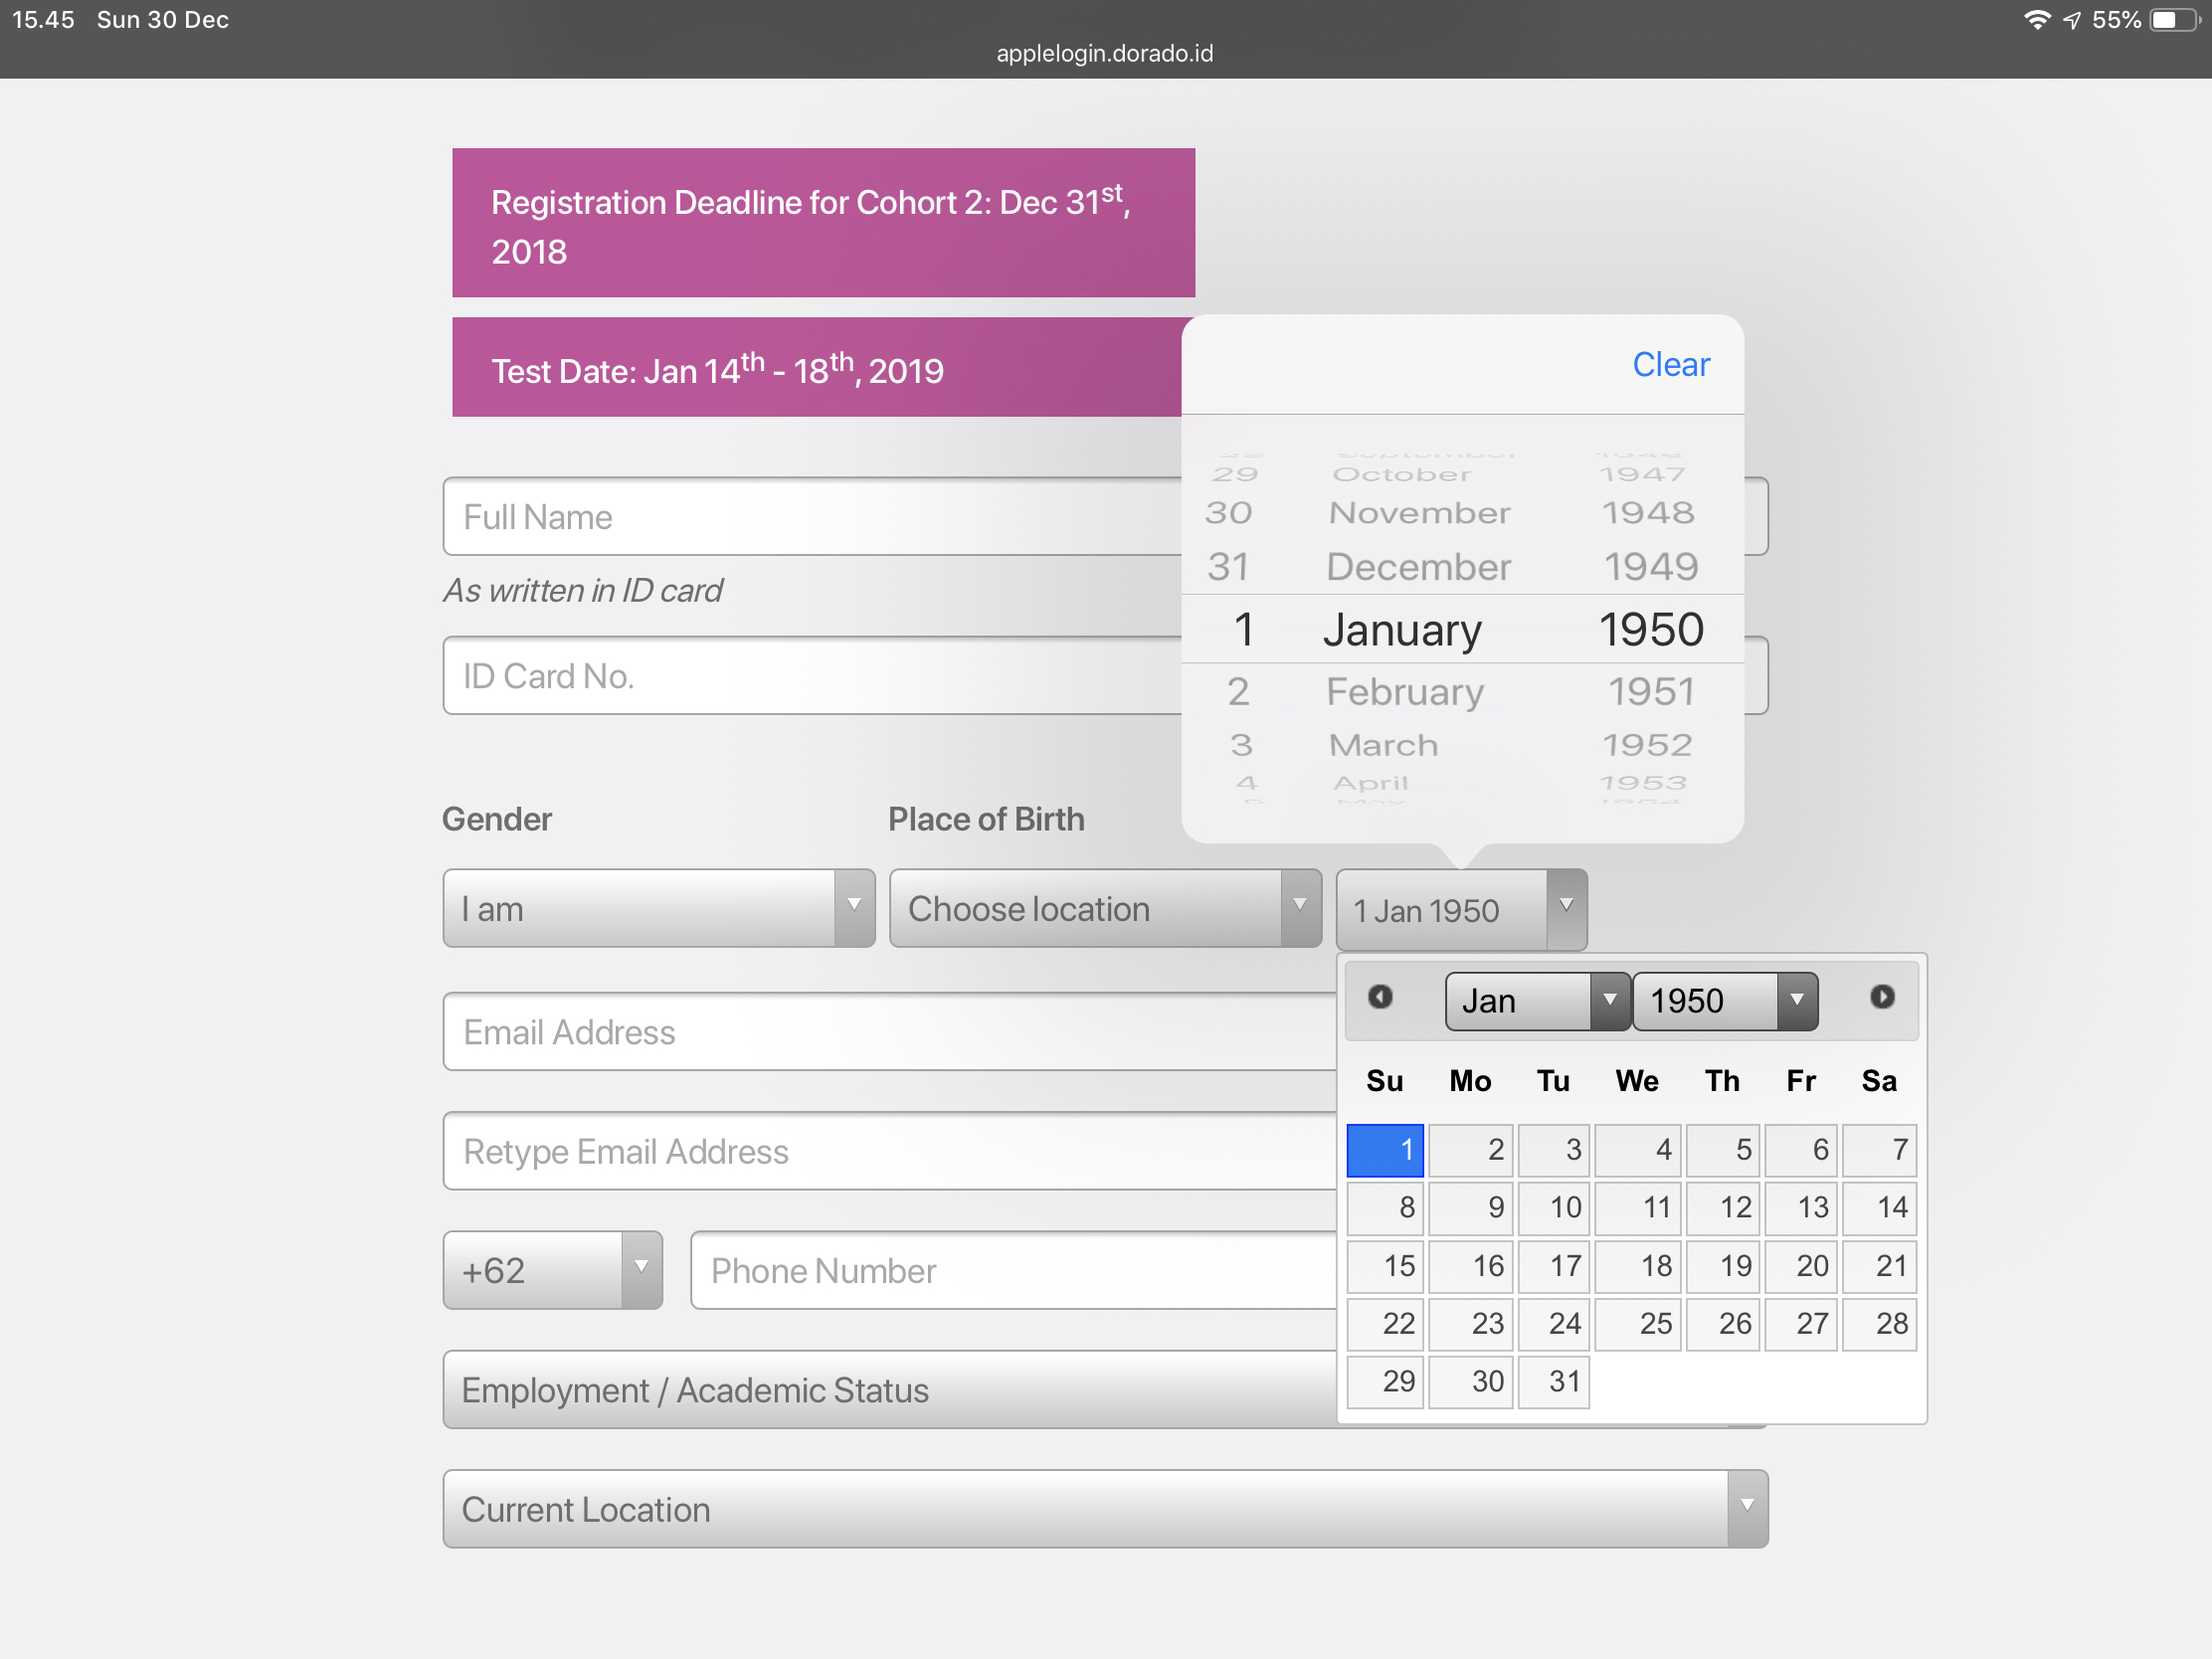 15.45 Sun 30 Dec
55%
applelogin.dorado.id
Registration Deadline for Cohort 2: Dec 31st,
2018
Test Date: Jan 14th - 18th, 2019
Clear
29 October 1947
30 November 1948
31 December 1949
1 January 1950
2 February 1951
3 March 1952
4 April 1953
Full Name
As written in ID card
ID Card No.
Gender
Place of Birth
I am
Choose location
1 Jan 1950
Jan 1950
Su Mo Tu We Th Fr Sa
1 2 3 4 5 6 7
8 9 10 11 12 13 14
15 16 17 18 19 20 21
22 23 24 25 26 27 28
29 30 31
Email Address
Retype Email Address
+62
Phone Number
Employment / Academic Status
Current Location